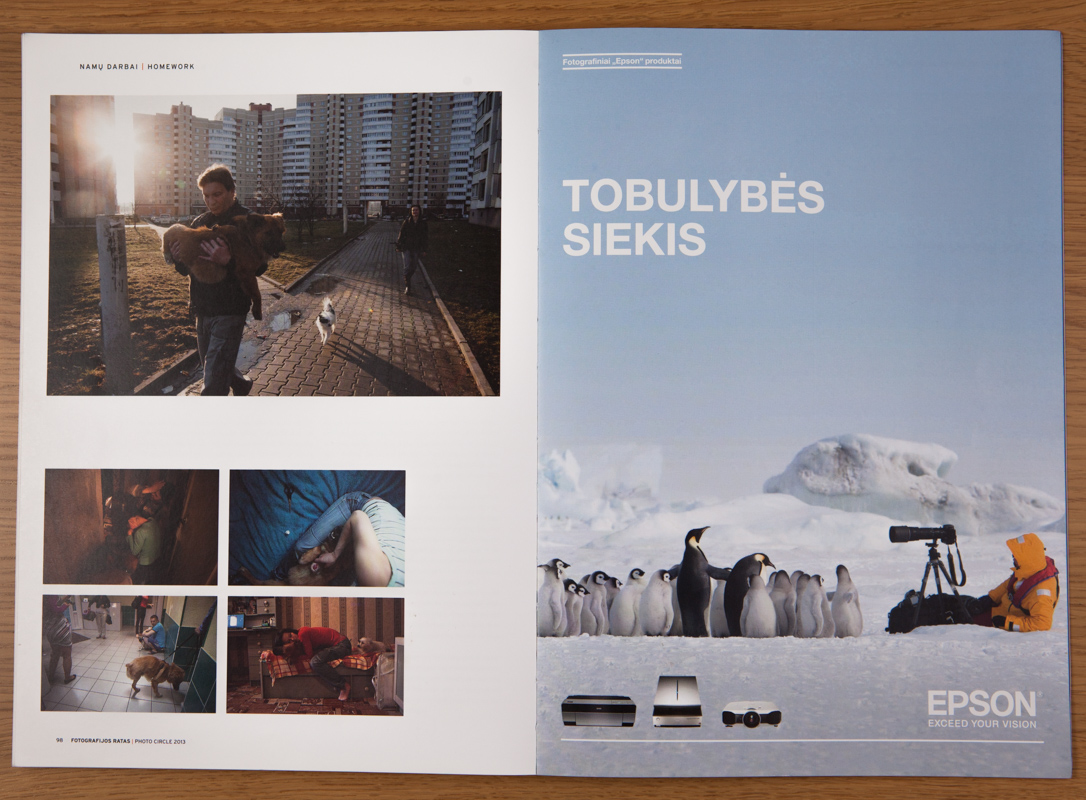 NAMŲ DARBAI | HOMEWORK
98 FOTOGRAFIJOS RATAS | PHOTO CIRCLE 2013
Fotografiniai „Epson“ produktai
TOBULYBĖS
SIEKIS
EPSON®
EXCEED YOUR VISION